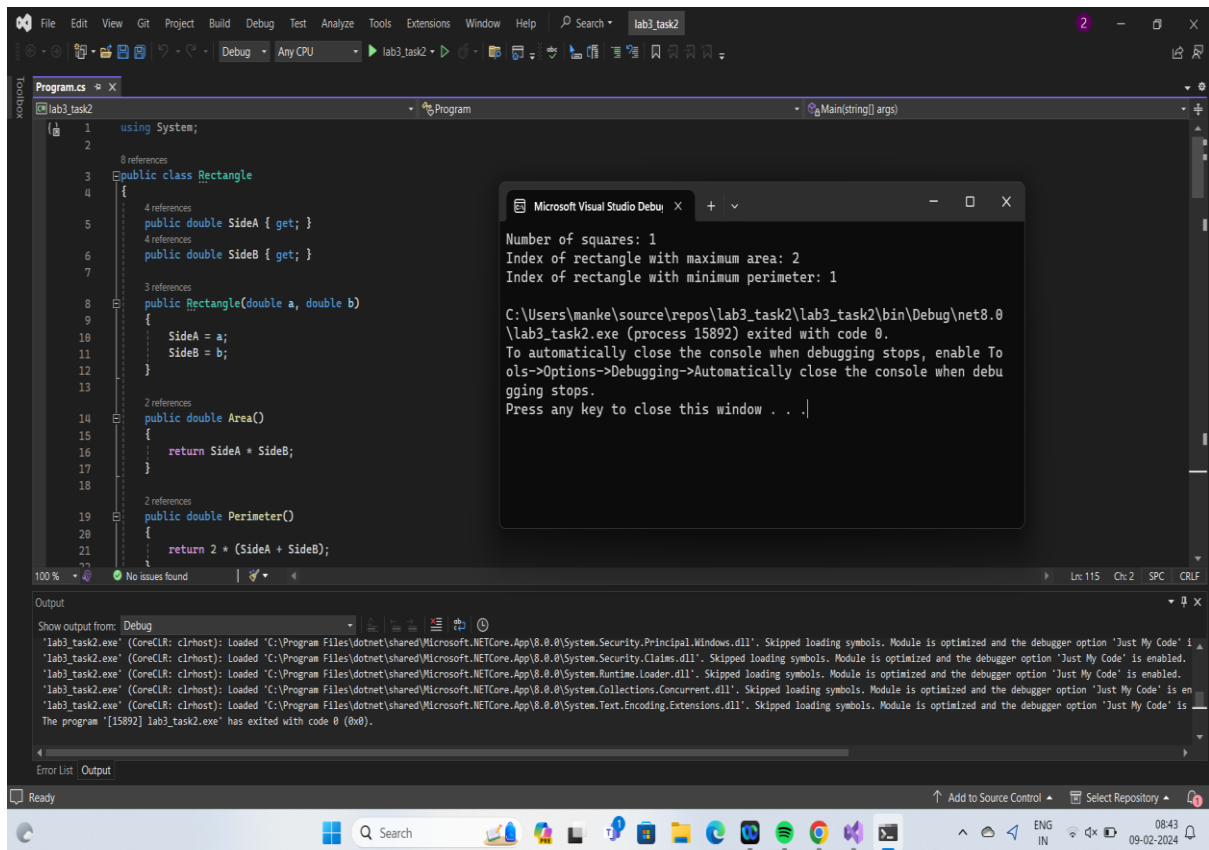 File Edit View Git Project Build Debug Test Analyze Tools Extensions Window Help Search lab3_task2 2
Debug Any CPU lab3_task2
Toolbox
Program.cs
lab3_task2 Program Main(string[] args)
1 using System;
2
8 references
3 public class Rectangle
4 {
4 references
5 public double SideA { get; }
4 references
6 public double SideB { get; }
7
3 references
8 public Rectangle(double a, double b)
9 {
10 SideA = a;
11 SideB = b;
12 }
13
2 references
14 public double Area()
15 {
16 return SideA * SideB;
17 }
18
2 references
19 public double Perimeter()
20 {
21 return 2 * (SideA + SideB);
22 }
Microsoft Visual Studio Debug
Number of squares: 1
Index of rectangle with maximum area: 2
Index of rectangle with minimum perimeter: 1
C:\Users\manke\source\repos\lab3_task2\lab3_task2\bin\Debug\net8.0
\lab3_task2.exe (process 15892) exited with code 0.
To automatically close the console when debugging stops, enable To
ols->Options->Debugging->Automatically close the console when debu
gging stops.
Press any key to close this window . . .
100 % No issues found Ln: 115 Ch: 2 SPC CRLF
Output
Show output from: Debug
'lab3_task2.exe' (CoreCLR: clrhost): Loaded 'C:\Program Files\dotnet\shared\Microsoft.NETCore.App\8.0.0\System.Security.Principal.Windows.dll'. Skipped loading symbols. Module is optimized and the debugger option 'Just My Code' i
'lab3_task2.exe' (CoreCLR: clrhost): Loaded 'C:\Program Files\dotnet\shared\Microsoft.NETCore.App\8.0.0\System.Security.Claims.dll'. Skipped loading symbols. Module is optimized and the debugger option 'Just My Code' is enabled.
'lab3_task2.exe' (CoreCLR: clrhost): Loaded 'C:\Program Files\dotnet\shared\Microsoft.NETCore.App\8.0.0\System.Runtime.Loader.dll'. Skipped loading symbols. Module is optimized and the debugger option 'Just My Code' is enabled.
'lab3_task2.exe' (CoreCLR: clrhost): Loaded 'C:\Program Files\dotnet\shared\Microsoft.NETCore.App\8.0.0\System.Collections.Concurrent.dll'. Skipped loading symbols. Module is optimized and the debugger option 'Just My Code' is en
'lab3_task2.exe' (CoreCLR: clrhost): Loaded 'C:\Program Files\dotnet\shared\Microsoft.NETCore.App\8.0.0\System.Text.Encoding.Extensions.dll'. Skipped loading symbols. Module is optimized and the debugger option 'Just My Code' is
The program '[15892] lab3_task2.exe' has exited with code 0 (0x0).
Error List Output
Ready Add to Source Control Select Repository 1
Search 1 ENG 08:43
IN 09-02-2024